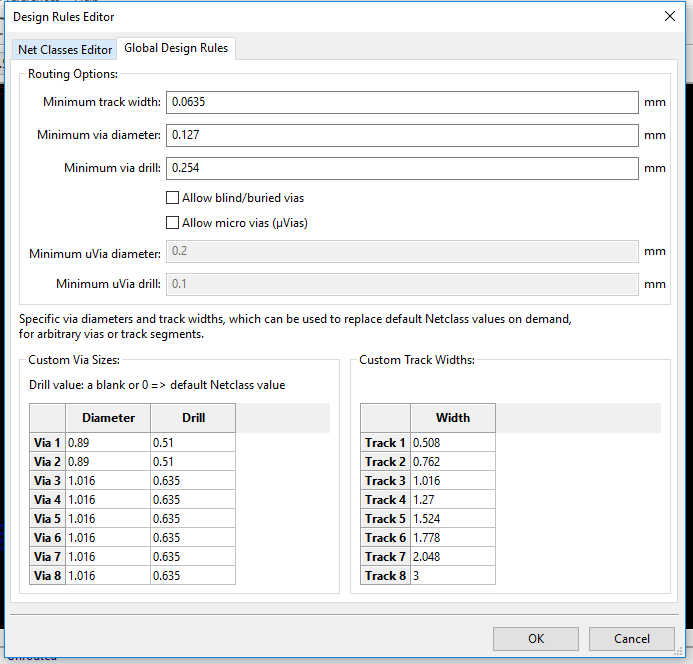 Design Rules Editor
Net Classes Editor Global Design Rules
Routing Options:
Minimum track width: 0.0635 mm
Minimum via diameter: 0.127 mm
Minimum via drill: 0.254 mm
Allow blind/buried vias
Allow micro vias (µVias)
Minimum uVia diameter: 0.2 mm
Minimum uVia drill: 0.1 mm
Specific via diameters and track widths, which can be used to replace default Netclass values on demand,
for arbitrary vias or track segments.
Custom Via Sizes:
Drill value: a blank or 0 => default Netclass value
Diameter Drill
Via 1 0.89 0.51
Via 2 0.89 0.51
Via 3 1.016 0.635
Via 4 1.016 0.635
Via 5 1.016 0.635
Via 6 1.016 0.635
Via 7 1.016 0.635
Via 8 1.016 0.635
Custom Track Widths:
Width
Track 1 0.508
Track 2 0.762
Track 3 1.016
Track 4 1.27
Track 5 1.524
Track 6 1.778
Track 7 2.048
Track 8 3
OK Cancel